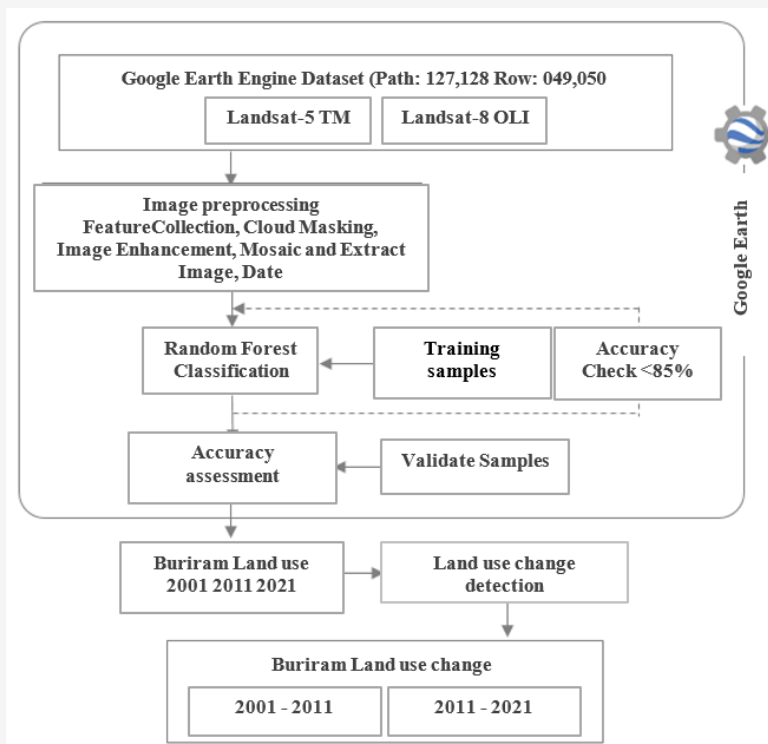 Google Earth Engine Dataset (Path: 127,128 Row: 049,050
Landsat-5 TM
Landsat-8 OLI
Google Earth
Image preprocessing
FeatureCollection, Cloud Masking,
Image Enhancement, Mosaic and Extract
Image, Date
Random Forest
Classification
Training
samples
Accuracy
Check <85%
Accuracy
assessment
Validate Samples
Buriram Land use
2001 2011 2021
Land use change
detection
Buriram Land use change
2001 - 2011
2011 - 2021